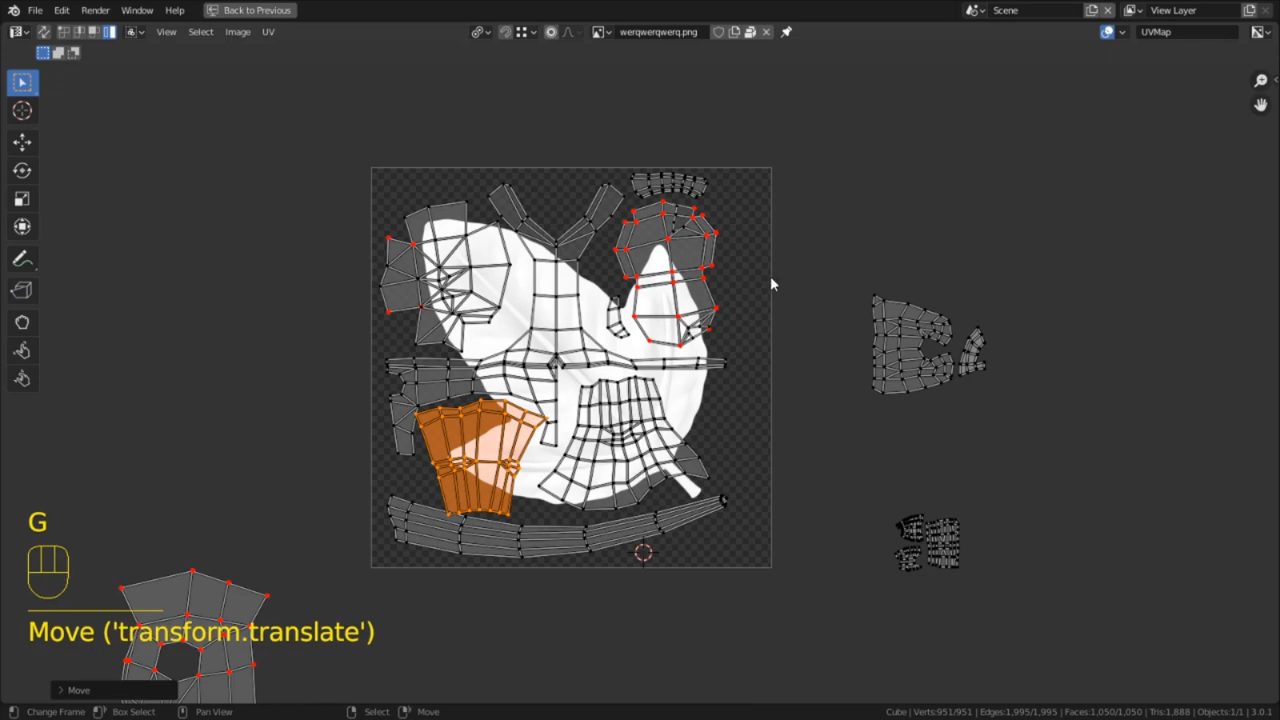 File Edit Render Window Help Back to Previous Scene View Layer
View Select Image UV werqwerqwerq.png UVMap
G
Move ('transform.translate')
Move
Change Frame Box Select Pan View Select Move Cube | Verts:951/951 | Edges:1,995/1,995 | Faces:1,050/1,050 | Tris:1,888 | Objects:1/1 | 3.0.1